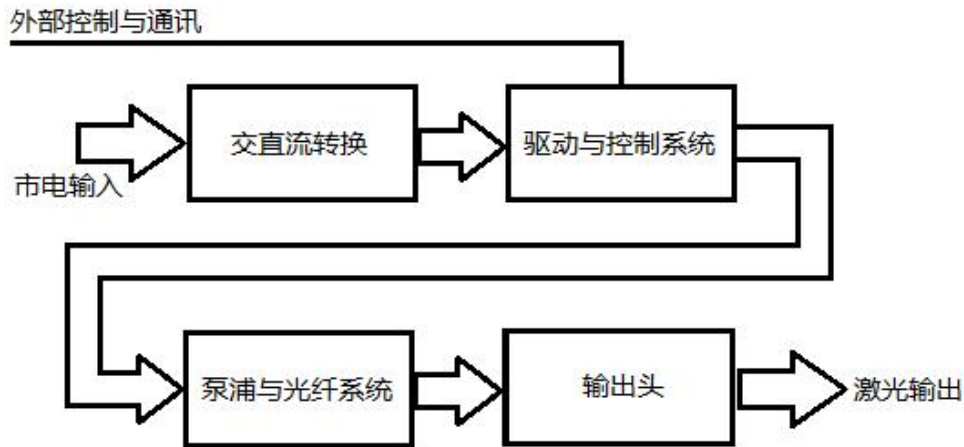 外部控制与通讯
交直流转换
驱动与控制系统
市电输入
泵浦与光纤系统
输出头
激光输出